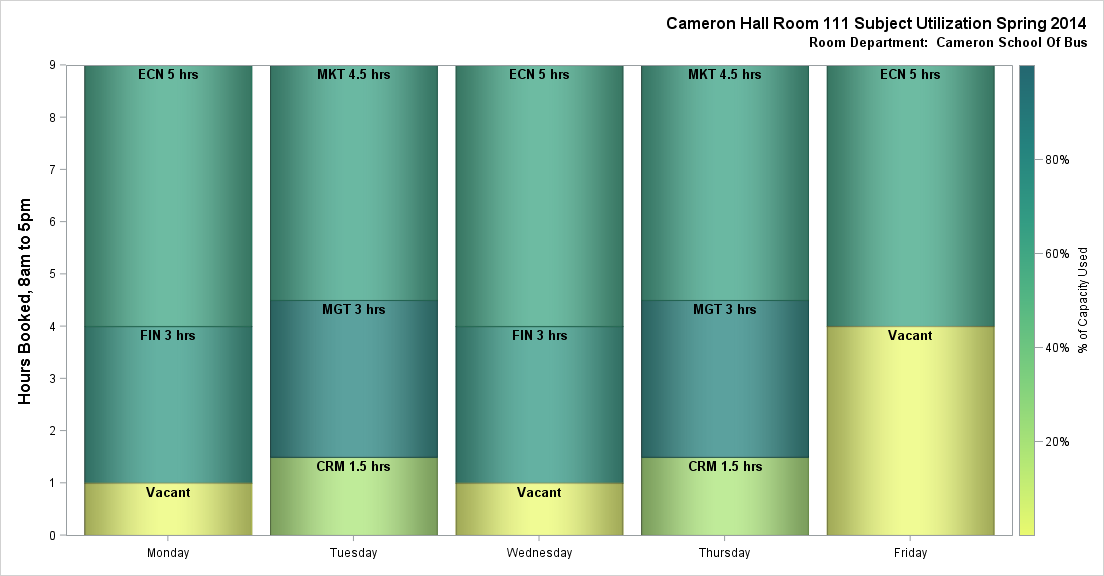 Cameron Hall Room 111 Subject Utilization Spring 2014
Room Department: Cameron School Of Bus
Hours Booked, 8am to 5pm
9
8
7
6
5
4
3
2
1
0
ECN 5 hrs
FIN 3 hrs
Vacant
MKT 4.5 hrs
MGT 3 hrs
CRM 1.5 hrs
ECN 5 hrs
FIN 3 hrs
Vacant
MKT 4.5 hrs
MGT 3 hrs
CRM 1.5 hrs
ECN 5 hrs
Vacant
Monday
Tuesday
Wednesday
Thursday
Friday
80%
60%
40%
20%
% of Capacity Used